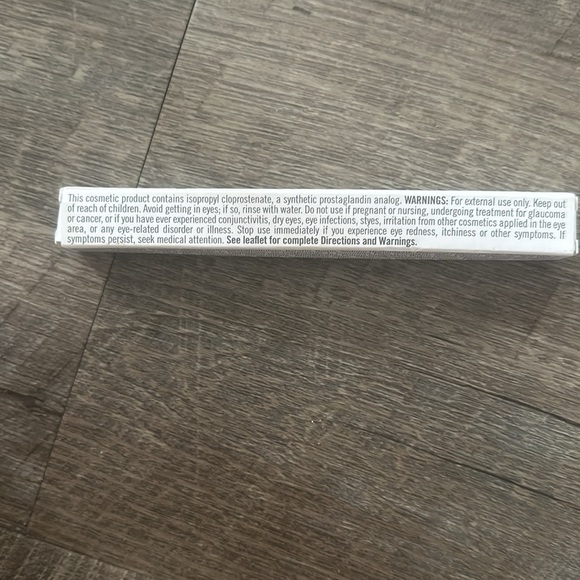 This cosmetic product contains isopropyl cloprostenate, a synthetic prostaglandin analog. WARNINGS: For external use only. Keep out
of reach of children. Avoid getting in eyes; if so, rinse with water. Do not use if pregnant or nursing, undergoing treatment for glaucoma
or cancer, or if you have ever experienced conjunctivitis, dry eyes, eye infections, styes, irritation from other cosmetics applied in the eye
area, or any eye-related disorder or illness. Stop use immediately if you experience eye redness, itchiness or other symptoms. If
symptoms persist, seek medical attention. See leaflet for complete Directions and Warnings.